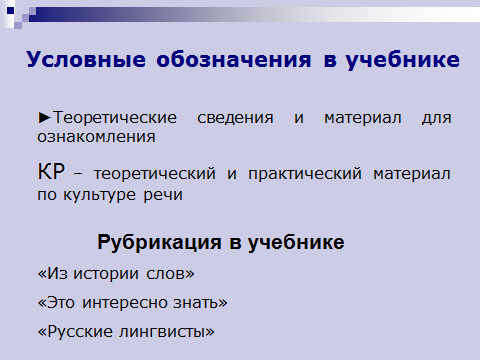 Условные обозначения в учебнике
►Теоретические сведения и материал для
ознакомления
КР – теоретический и практический материал
по культуре речи
Рубрикация в учебнике
«Из истории слов»
«Это интересно знать»
«Русские лингвисты»